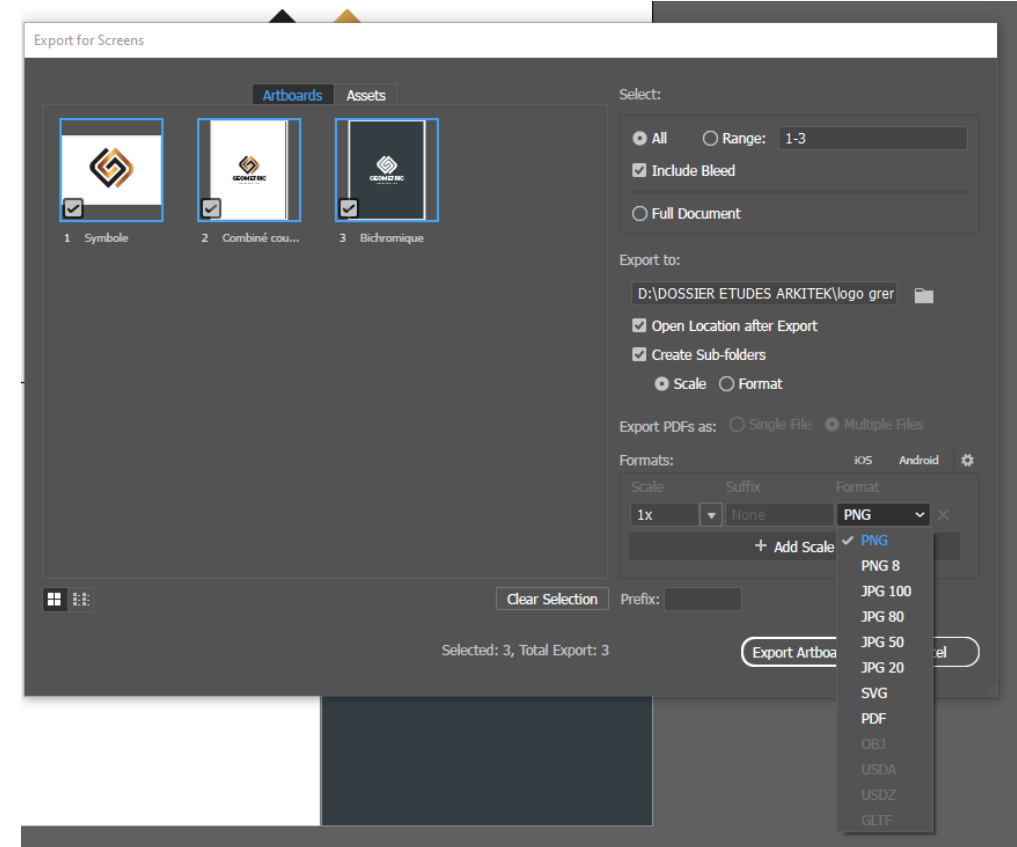 Export for Screens
Artboards Assets
GEOMETRIC
GEOMETRIC
1 Symbole
2 Combiné cou...
3 Bichromique
Clear Selection
Selected: 3, Total Export: 3
Select:
All Range: 1-3
Include Bleed
Full Document
Export to:
D:\DOSSIER ETUDES ARKITEK\logo grer
Open Location after Export
Create Sub-folders
Scale Format
Export PDFs as: Single File Multiple Files
Formats: iOS Android
Scale Suffix Format
1x None PNG
+ Add Scale
Prefix:
Export Artboa
cel
PNG
PNG 8
JPG 100
JPG 80
JPG 50
JPG 20
SVG
PDF
OBJ
USDA
USDZ
GLTF